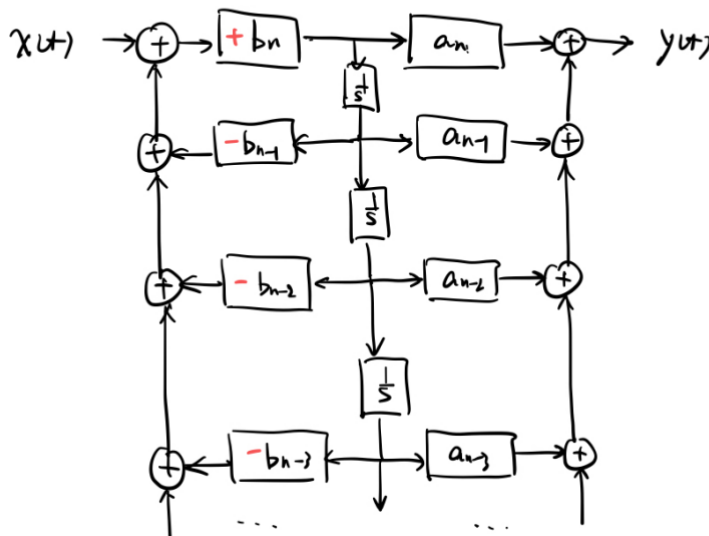 x(t) + +bn an + y(t)
1/s
+ -bn-1 an-1 +
1/s
+ -bn-2 an-2 +
1/s
+ -bn-3 an-3 +
.... ...